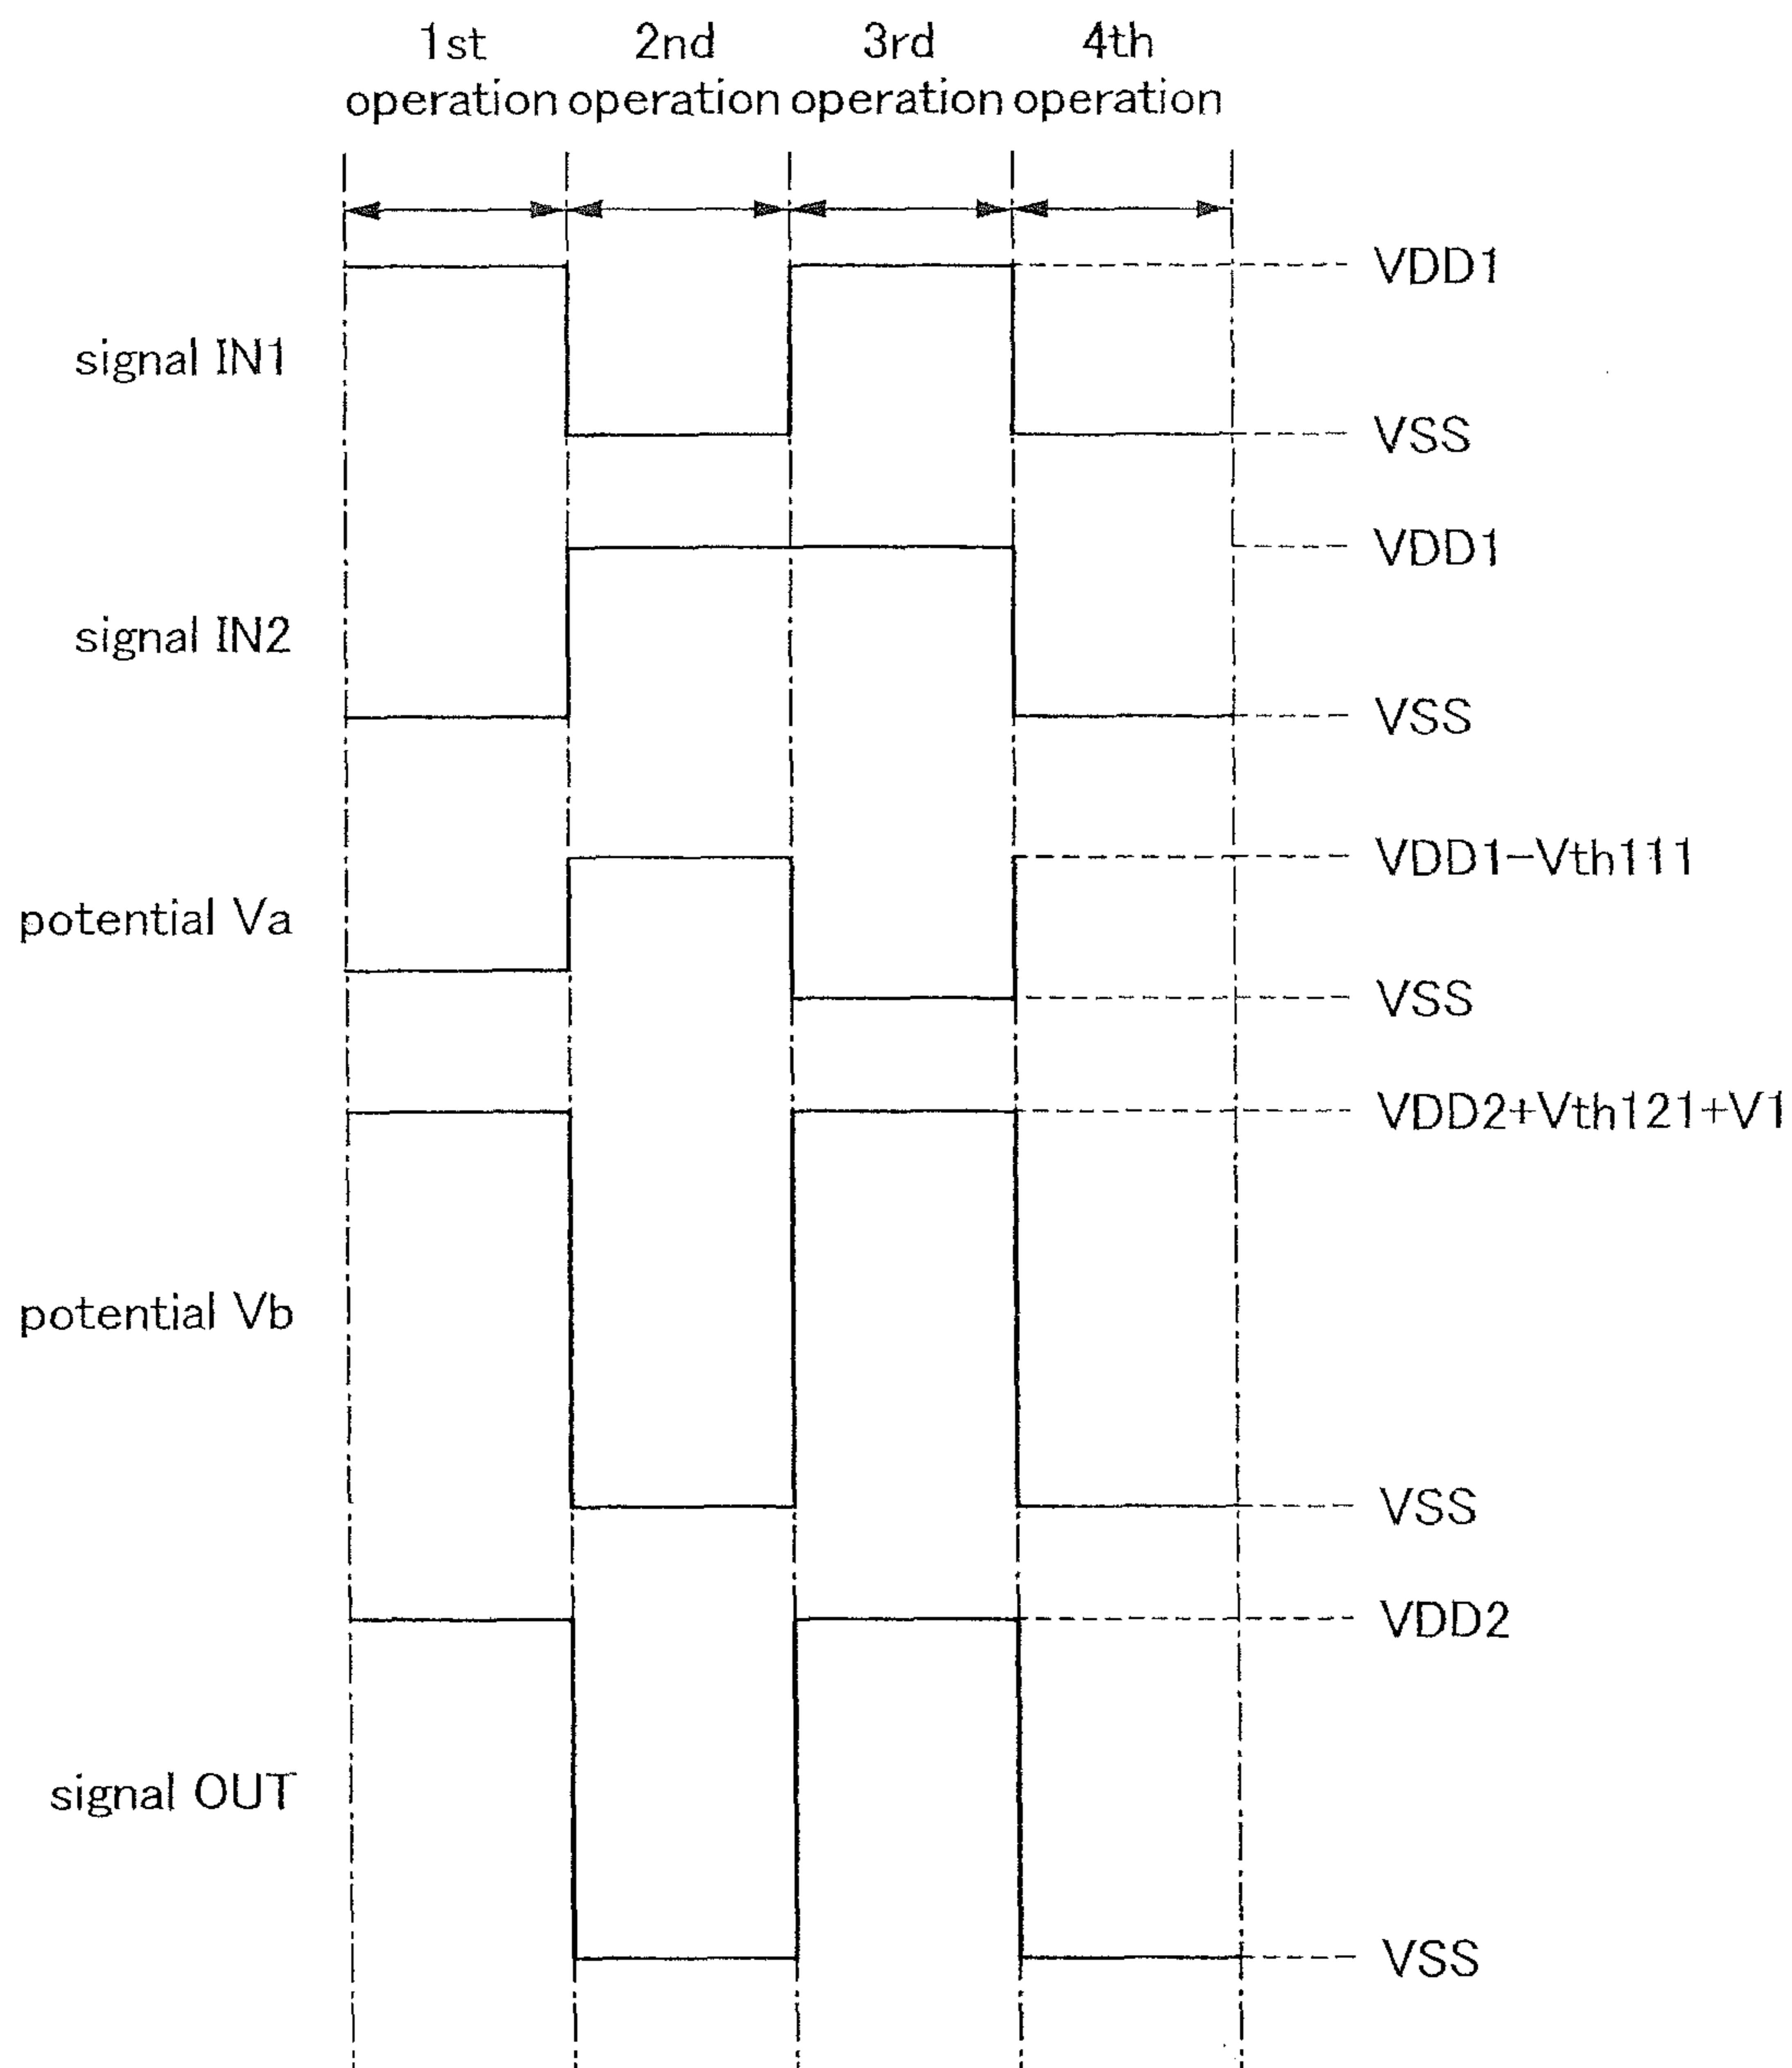 1st 2nd 3rd 4th
operation operation operation operation
VDD1
signal IN1
VSS
VDD1
signal IN2
VSS
VDD1-Vth111
potential Va
VSS
VDD2+Vth121+V1
potential Vb
VSS
VDD2
signal OUT
VSS